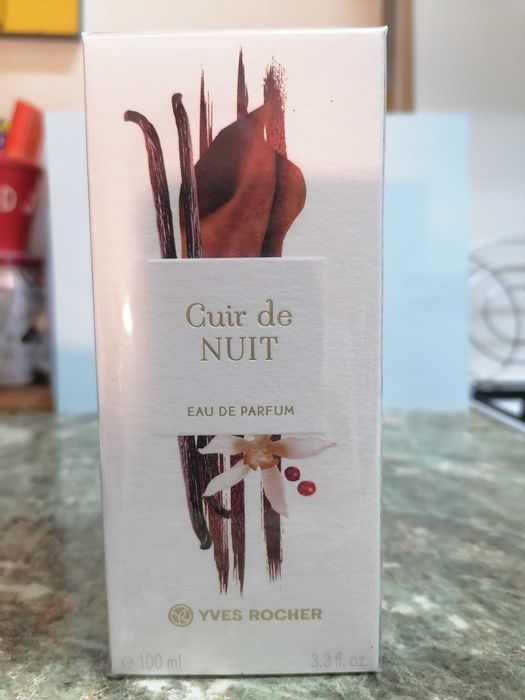 Cuir de
NUIT
EAU DE PARFUM
YVES ROCHER
℮ 100 ml 3.3 fl. oz.